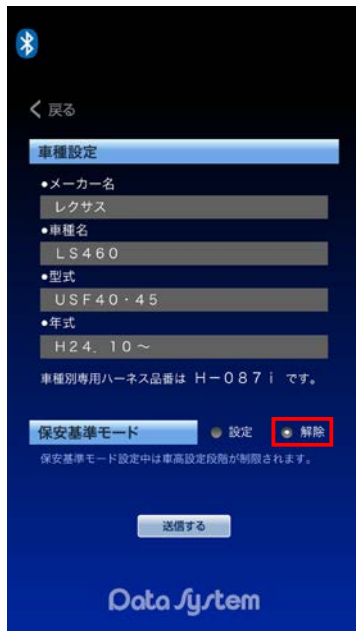 戻る
車種設定
●メーカー名
レクサス
●車種名
ＬＳ４６０
●型式
ＵＳＦ４０・４５
●年式
Ｈ２４．１０～
車種別専用ハーネス品番は Ｈ－０８７ｉ です。
保安基準モード 設定 解除
保安基準モード設定中は車高設定段階が制限されます。
送信する
Data System